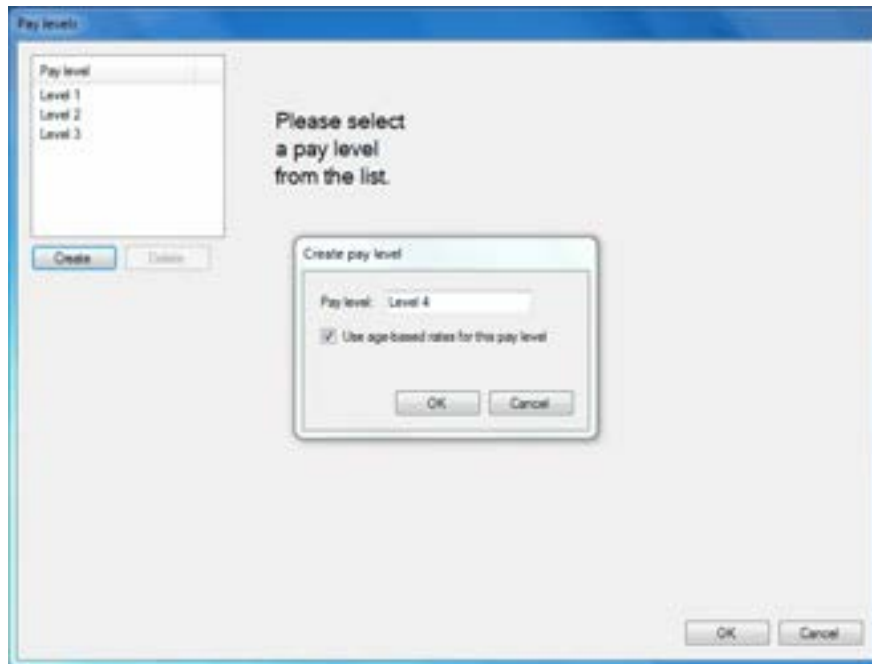 Pay levels
Pay level
Level 1
Level 2
Level 3
Create
Delete
Please select
a pay level
from the list.
Create pay level
Pay level:
Level 4
Use age-based rates for this pay level
OK
Cancel
OK
Cancel